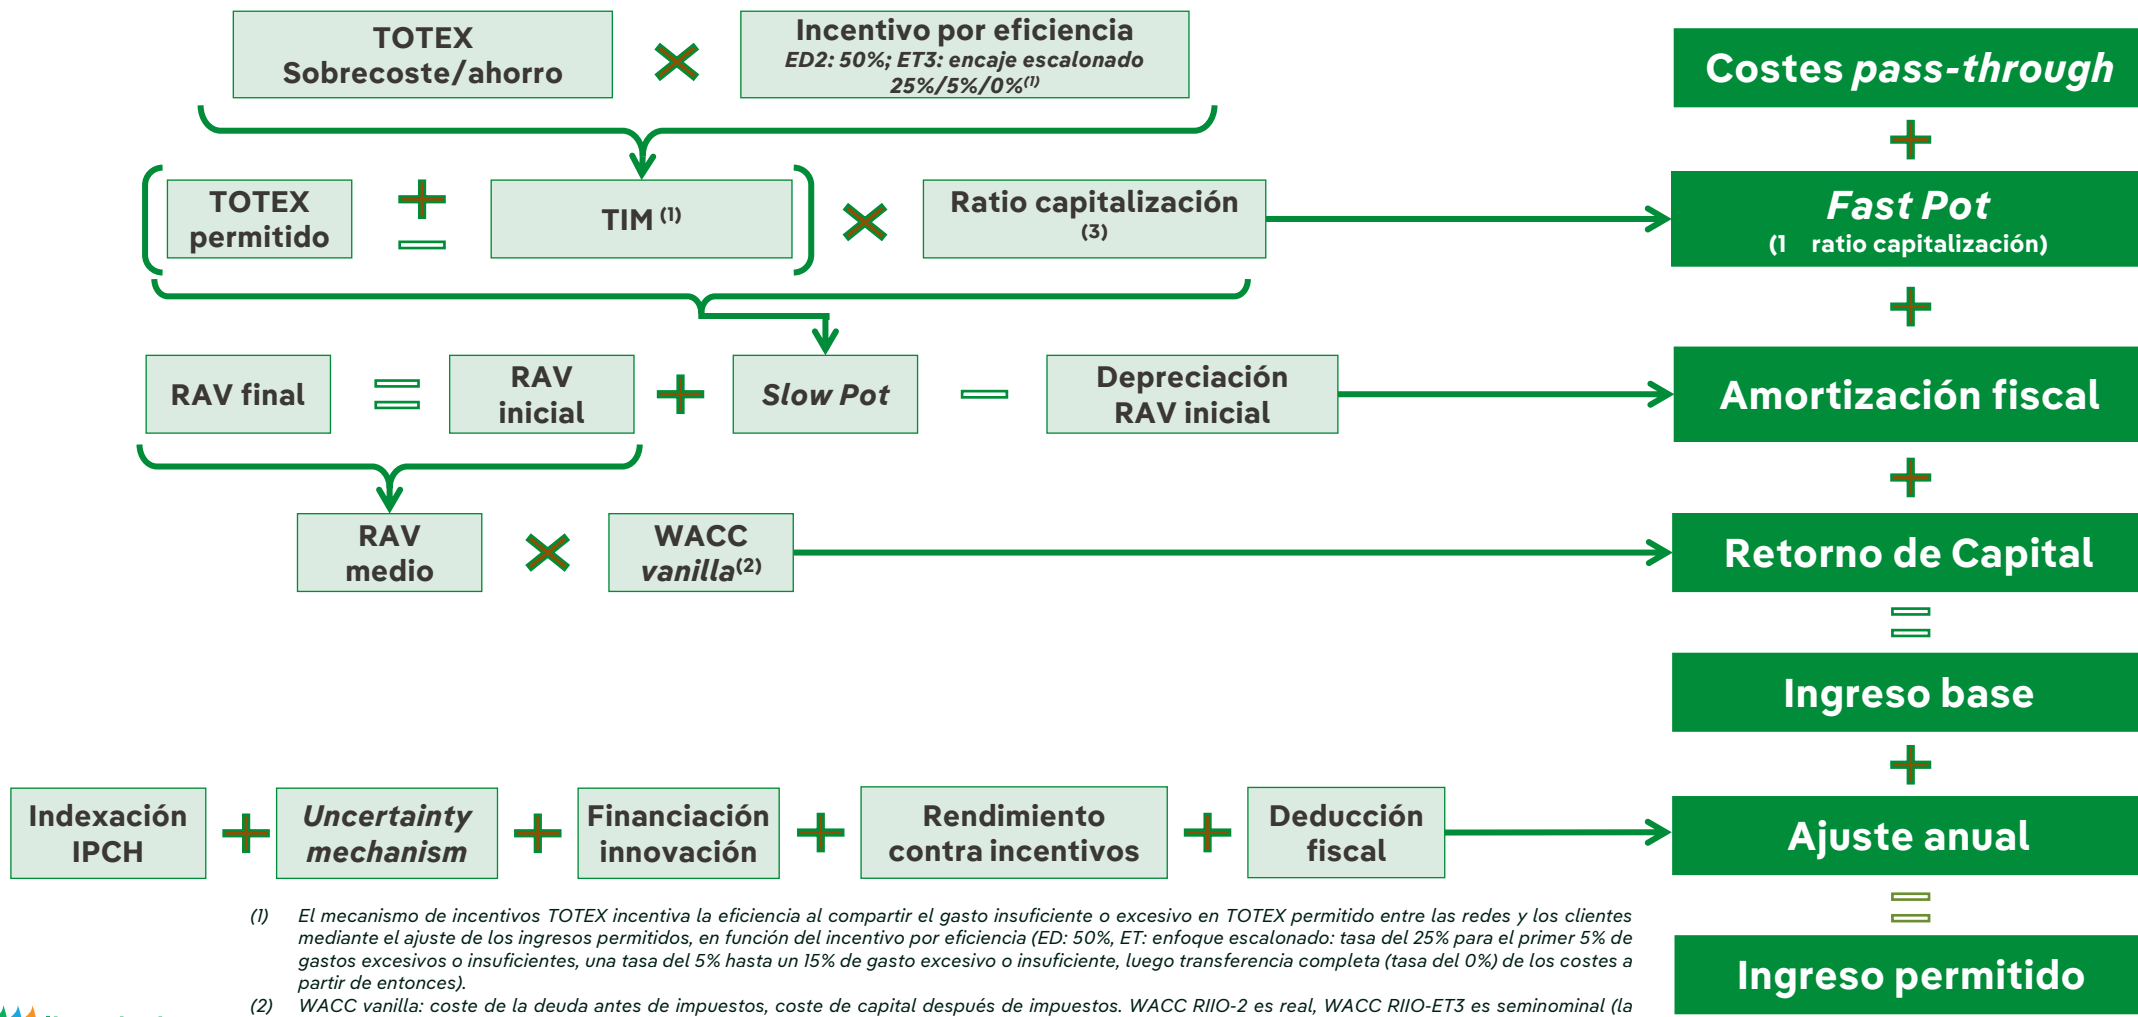 TOTEX
Sobrecoste/ahorro
Incentivo por eficiencia
ED2: 50%; ET3: encaje escalonado
25%/5%/0%(1)
Costes pass-through
TOTEX
permitido
TIM (1)
Ratio capitalización
(3)
Fast Pot
(1 ratio capitalización)
RAV final
RAV
inicial
Slow Pot
Depreciación
RAV inicial
Amortización fiscal
RAV
medio
WACC
vanilla(2)
Retorno de Capital
Ingreso base
Indexación
IPCH
Uncertainty
mechanism
Financiación
innovación
Rendimiento
contra incentivos
Deducción
fiscal
Ajuste anual
Ingreso permitido
(1) El mecanismo de incentivos TOTEX incentiva la eficiencia al compartir el gasto insuficiente o excesivo en TOTEX permitido entre las redes y los clientes
mediante el ajuste de los ingresos permitidos, en función del incentivo por eficiencia (ED: 50%, ET: enfoque escalonado: tasa del 25% para el primer 5% de
gastos excesivos o insuficientes, una tasa del 5% hasta un 15% de gasto excesivo o insuficiente, luego transferencia completa (tasa del 0%) de los costes a
partir de entonces).
(2) WACC vanilla: coste de la deuda antes de impuestos, coste de capital después de impuestos. WACC RIIO-2 es real, WACC RIIO-ET3 es seminominal (la